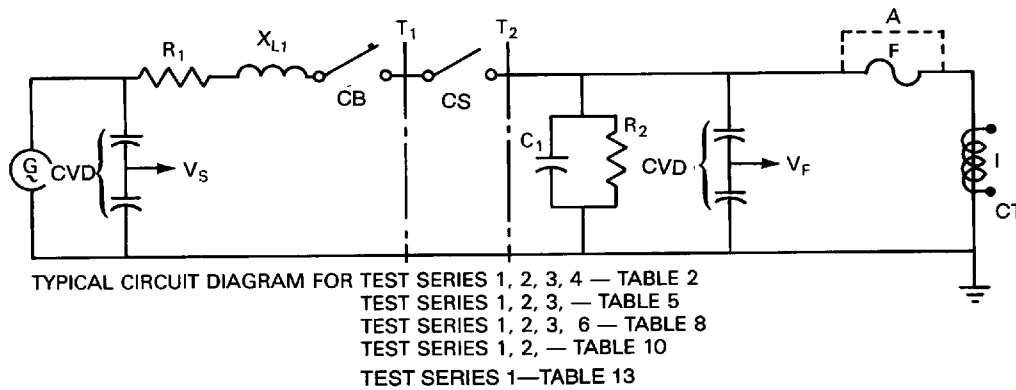 A
T1 T2
R1 XL1 F
CB CS
C1 R2
G CVD VS CVD VF I
CT
TYPICAL CIRCUIT DIAGRAM FOR TEST SERIES 1, 2, 3, 4 — TABLE 2
TEST SERIES 1, 2, 3, — TABLE 5
TEST SERIES 1, 2, 3, 6 — TABLE 8
TEST SERIES 1, 2, — TABLE 10
TEST SERIES 1—TABLE 13